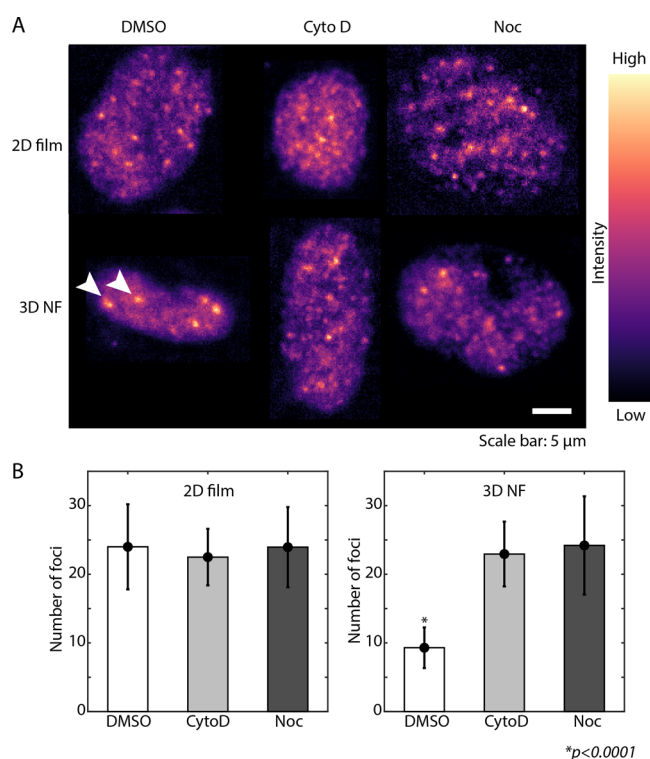 A
DMSO
Cyto D
Noc
High
2D film
3D NF
Intensity
Low
Scale bar: 5 µm
B
2D film
Number of foci
30
20
10
0
DMSO
CytoD
Noc
3D NF
Number of foci
30
20
10
0
*
DMSO
CytoD
Noc
*p<0.0001